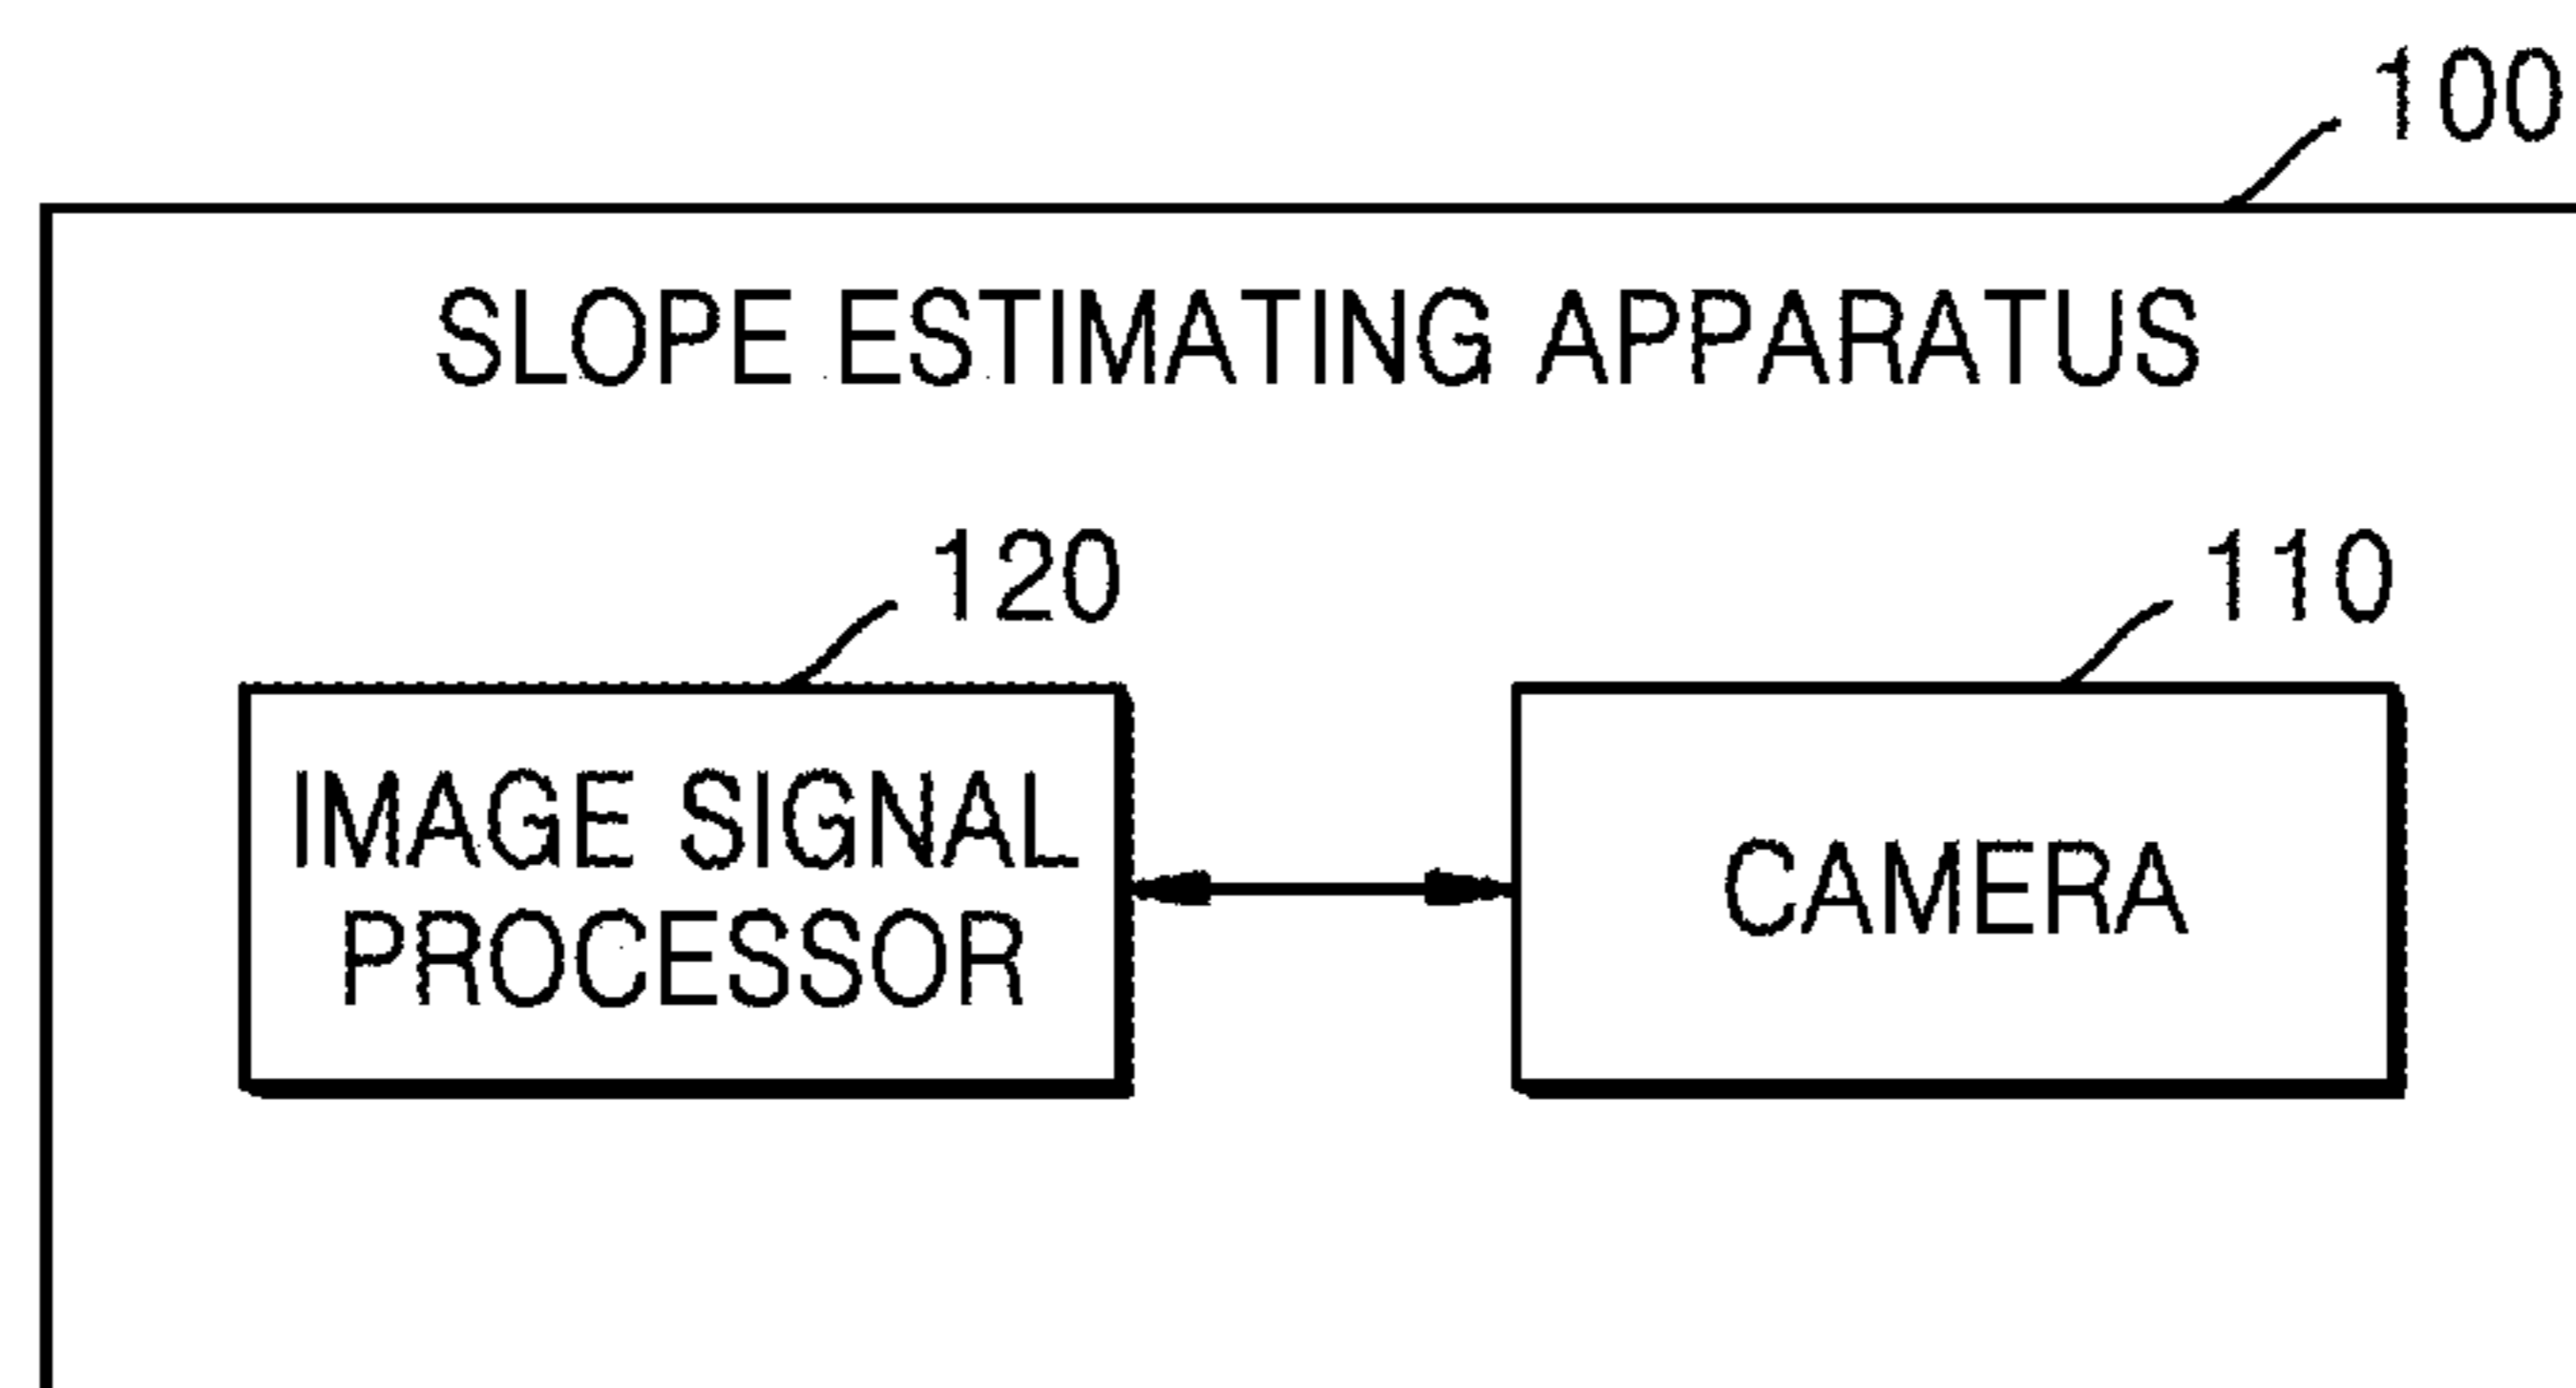 100
SLOPE ESTIMATING APPARATUS
120
110
IMAGE SIGNAL
PROCESSOR
CAMERA